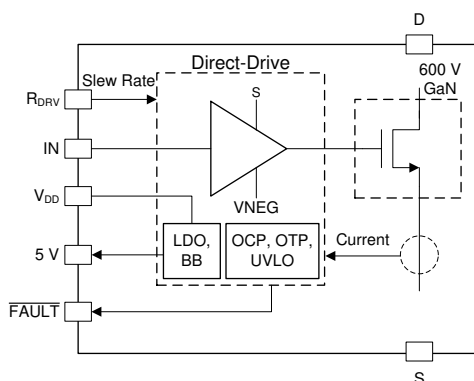 D
Direct-Drive
600 V
GaN
Slew Rate
RDRV
S
IN
VDD
VNEG
LDO,
BB
OCP, OTP,
UVLO
Current
5 V
FAULT
S